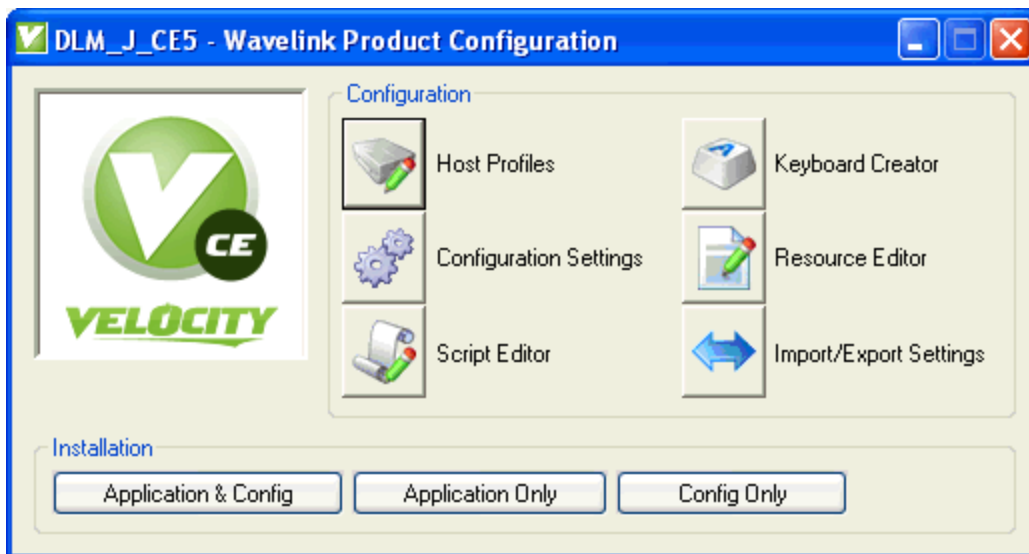 DLM_J_CE5 - Wavelink Product Configuration
V
CE
VELOCITY
Configuration
Host Profiles
Keyboard Creator
Configuration Settings
Resource Editor
Script Editor
Import/Export Settings
Installation
Application & Config
Application Only
Config Only